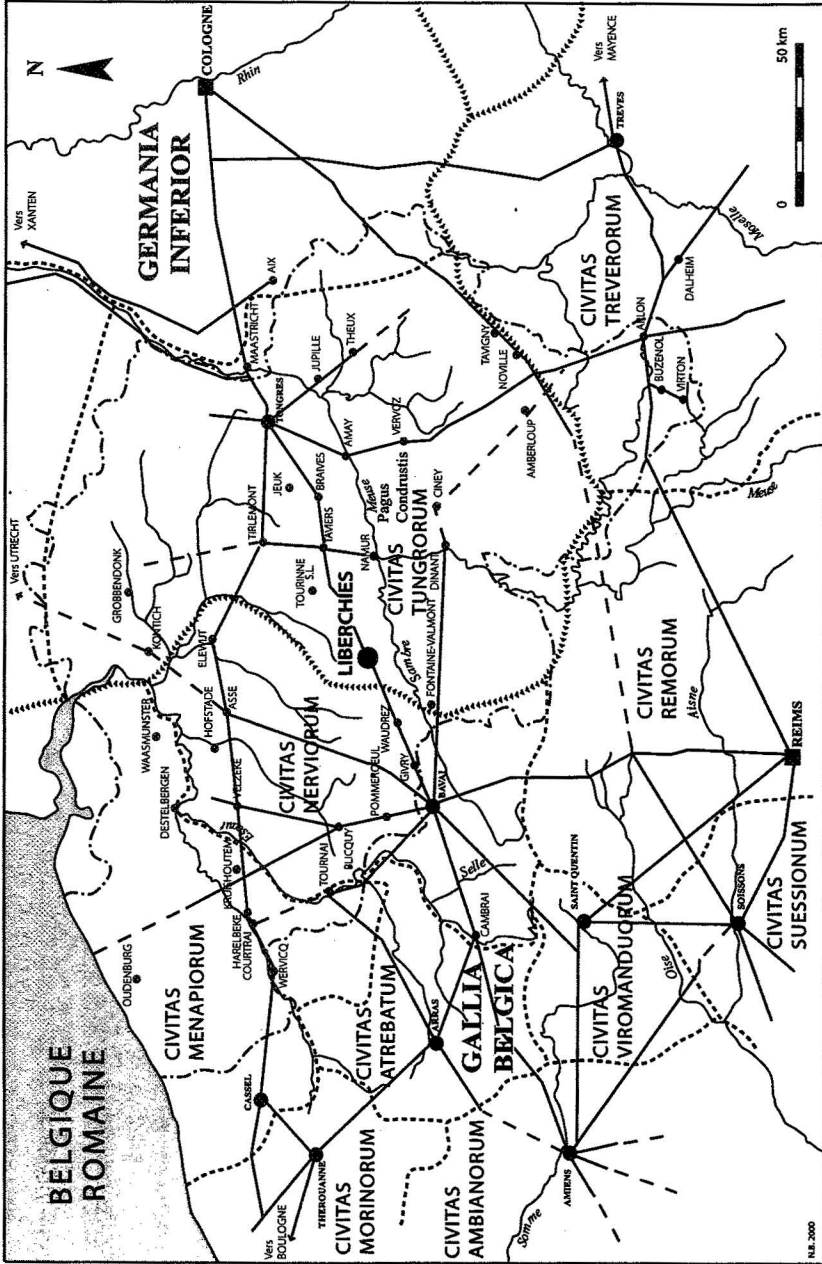 BELGIQUE
ROMAINE
N
Vers UTRECHT
Vers
XANTEN
GERMANIA
INFERIOR
COLOGNE
Rhin
OUDENBURG
CIVITAS
MENAPIORUM
DESTELBERGEN
WAASMUNSTER
HOFSTADE
KONTICH
GROBBENDONK
CASSEL
WERVICQ
HARELBEKE
COURTRAI
KRUISHOUTEM
VELZEKE
Escaut
ASSE
ELEWIJT
TIRLEMONT
JEUK
TONGRES
MAASTRICHT
AIX
THEROUANNE
Vers
BOULOGNE
CIVITAS
MORINORUM
CIVITAS
ATREBATUM
TOURNAI
BLICQUY
CIVITAS
NERVIORUM
POMMEROEUL
GIVRY
WAUDREZ
LIBERCHIES
TOURINNE
S.L.
TAVIERS
BRAIVES
AMAY
JUPILLE
THEUX
VERVOZ
Meuse
Pagus
Condrustis
CIVITAS
TUNGRORUM
NAMUR
DINANT
CINEY
Sambre
FONTAINE-VALMONT
BAVAI
ARRAS
CAMBRAI
Selle
GALLIA
BELGICA
CIVITAS
AMBIANORUM
Somme
AMIENS
SAINT QUENTIN
CIVITAS
VIROMANDUORUM
Oise
SOISSONS
CIVITAS
SUESSIONUM
REIMS
Aisne
CIVITAS
REMORUM
AMBERLOUP
NOVILLE
TAVIGNY
CIVITAS
TREVERORUM
BUZENOL
VIRTON
ARLON
DALHEIM
Meuse
Moselle
TREVES
Vers
MAYENCE
0
50 km
N.B. 2000